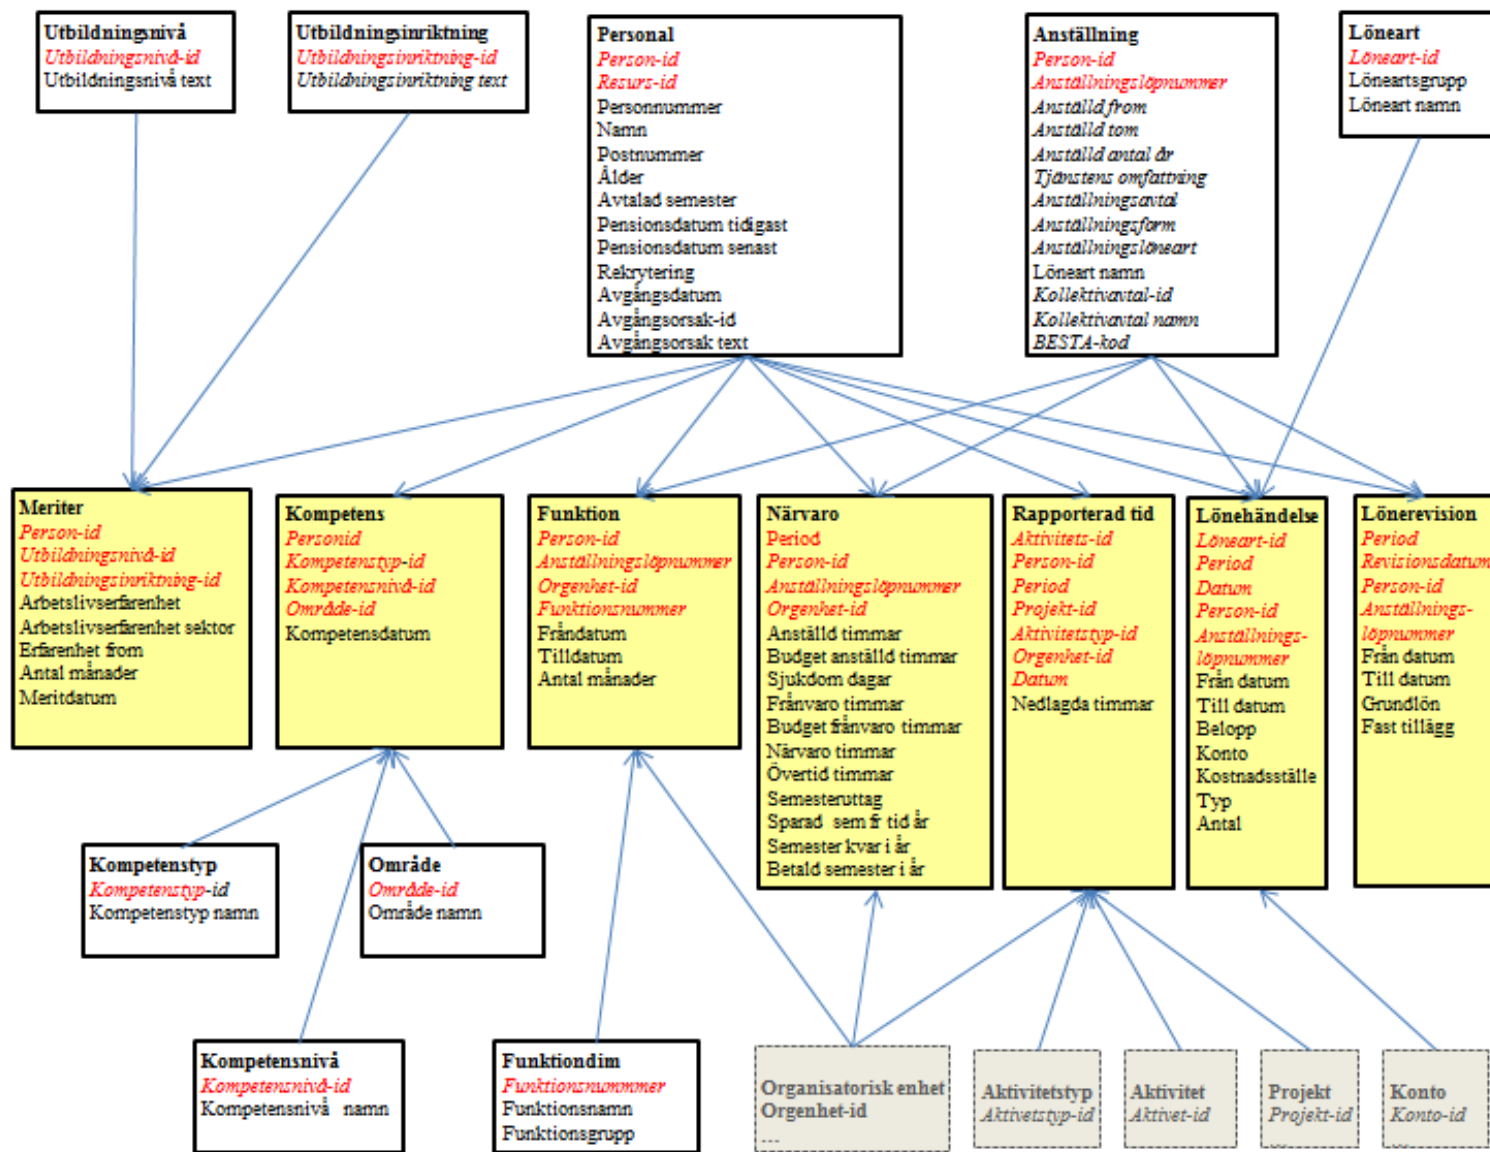 Utbildningsnivå
Utbildningsnivå-id
Utbildningsnivå text
Utbildningsinriktning
Utbildningsinriktning-id
Utbildningsinriktning text
Personal
Person-id
Resurs-id
Personnummer
Namn
Postnummer
Ålder
Avtalad semester
Pensionsdatum tidigast
Pensionsdatum senast
Rekrytering
Avgångsdatum
Avgångsorsak-id
Avgångsorsak text
Anställning
Person-id
Anställningslöpnummer
Anställd from
Anställd tom
Anställd antal år
Tjänstens omfattning
Anställningsavtal
Anställningsform
Anställningslöneart
Löneart namn
Kollektivavtal-id
Kollektivavtal namn
BESTA-kod
Löneart
Löneart-id
Löneartsgrupp
Löneart namn
Meriter
Person-id
Utbildningsnivå-id
Utbildningsinriktning-id
Arbetslivserfarenhet
Arbetslivserfarenhet sektor
Erfarenhet from
Antal månader
Meritdatum
Kompetens
Personid
Kompetenstyp-id
Kompetensnivå-id
Område-id
Kompetensdatum
Funktion
Person-id
Anställningslöpnummer
Orgenhet-id
Funktionsnummer
Fråndatum
Tilldatum
Antal månader
Närvaro
Period
Person-id
Anställningslöpnummer
Orgenhet-id
Anställd timmar
Budget anställd timmar
Sjukdom dagar
Frånvaro timmar
Budget frånvaro timmar
Närvaro timmar
Övertid timmar
Semesteruttag
Sparad sem fr tid år
Semester kvar i år
Betald semester i år
Rapporterad tid
Aktivitets-id
Person-id
Period
Projekt-id
Aktivitetstyp-id
Orgenhet-id
Datum
Nedlagda timmar
Lönehändelse
Löneart-id
Period
Datum
Person-id
Anställnings-
löpnummer
Från datum
Till datum
Belopp
Konto
Kostnadsställe
Typ
Antal
Lönerevision
Period
Revisionsdatum
Person-id
Anställnings-
löpnummer
Från datum
Till datum
Grundlön
Fast tillägg
Kompetenstyp
Kompetenstyp-id
Kompetenstyp namn
Område
Område-id
Område namn
Kompetensnivå
Kompetensnivå-id
Kompetensnivå namn
Funktiondim
Funktionsnummmer
Funktionsnamn
Funktionsgrupp
Organisatorisk enhet
Orgenhet-id
...
Aktivitetstyp
Aktivetstyp-id
Aktivitet
Aktivet-id
Projekt
Projekt-id
...
Konto
Konto-id
...